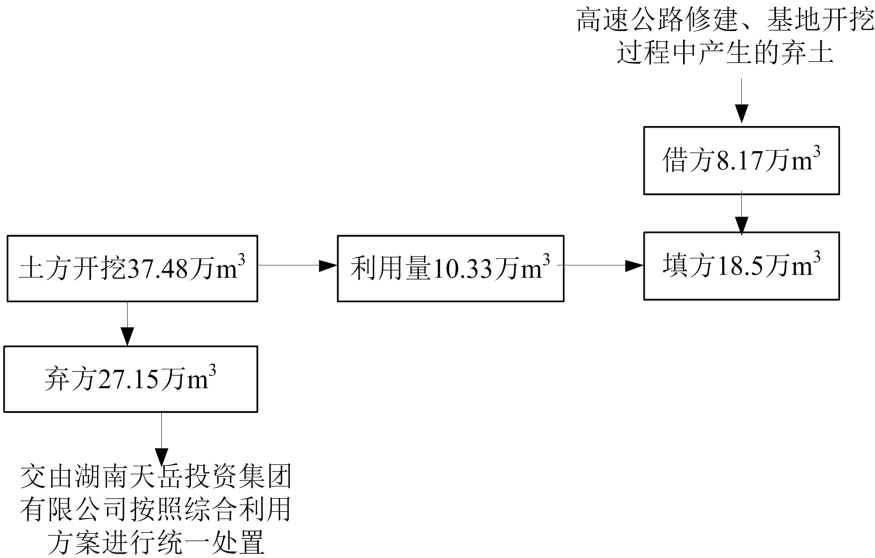 高速公路修建、基地开挖
过程中产生的弃土
借方8.17万m³
土方开挖37.48万m³
利用量10.33万m³
填方18.5万m³
弃方27.15万m³
交由湖南天岳投资集团
有限公司按照综合利用
方案进行统一处置